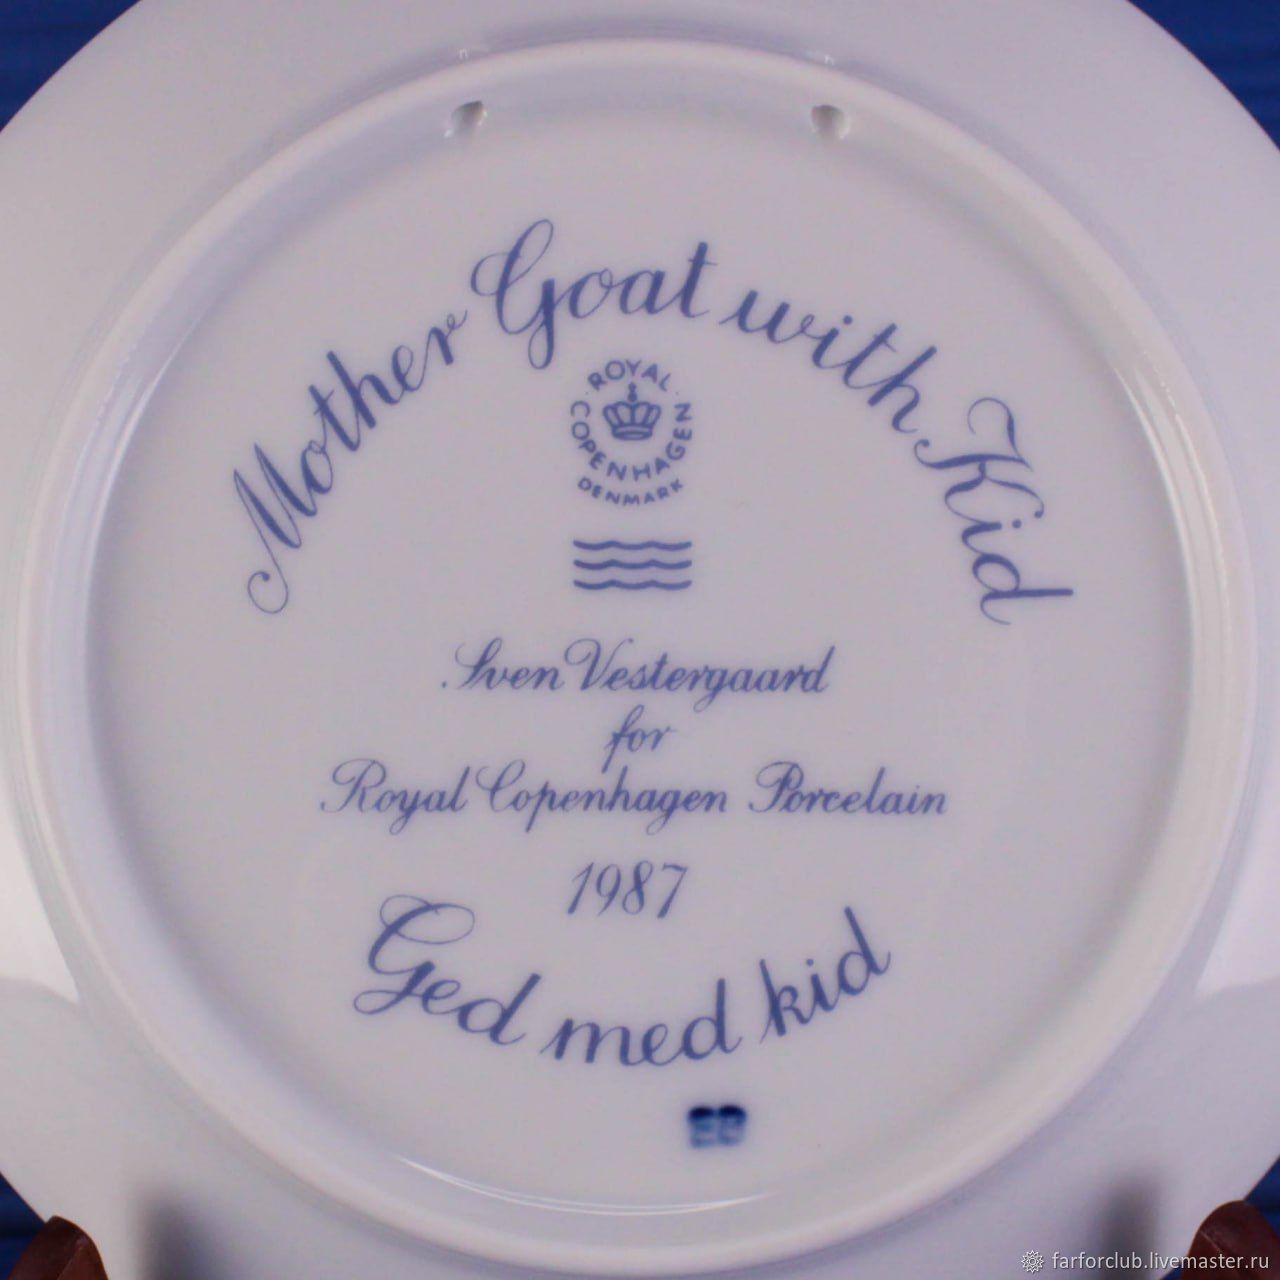 Mother Goat with Kid
ROYAL COPENHAGEN
DENMARK
Sven Vestergaard
for
Royal Copenhagen Porcelain
1987
Ged med kid
farforclub.livemaster.ru